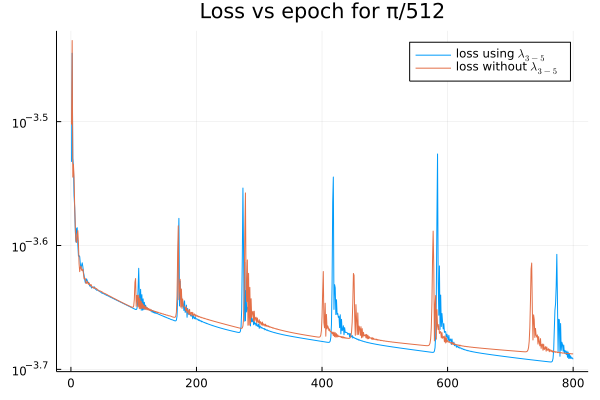 Loss vs epoch for π/512
loss using λ₃₋₅
loss without λ₃₋₅
10⁻³·⁵
10⁻³·⁶
10⁻³·⁷
0 200 400 600 800